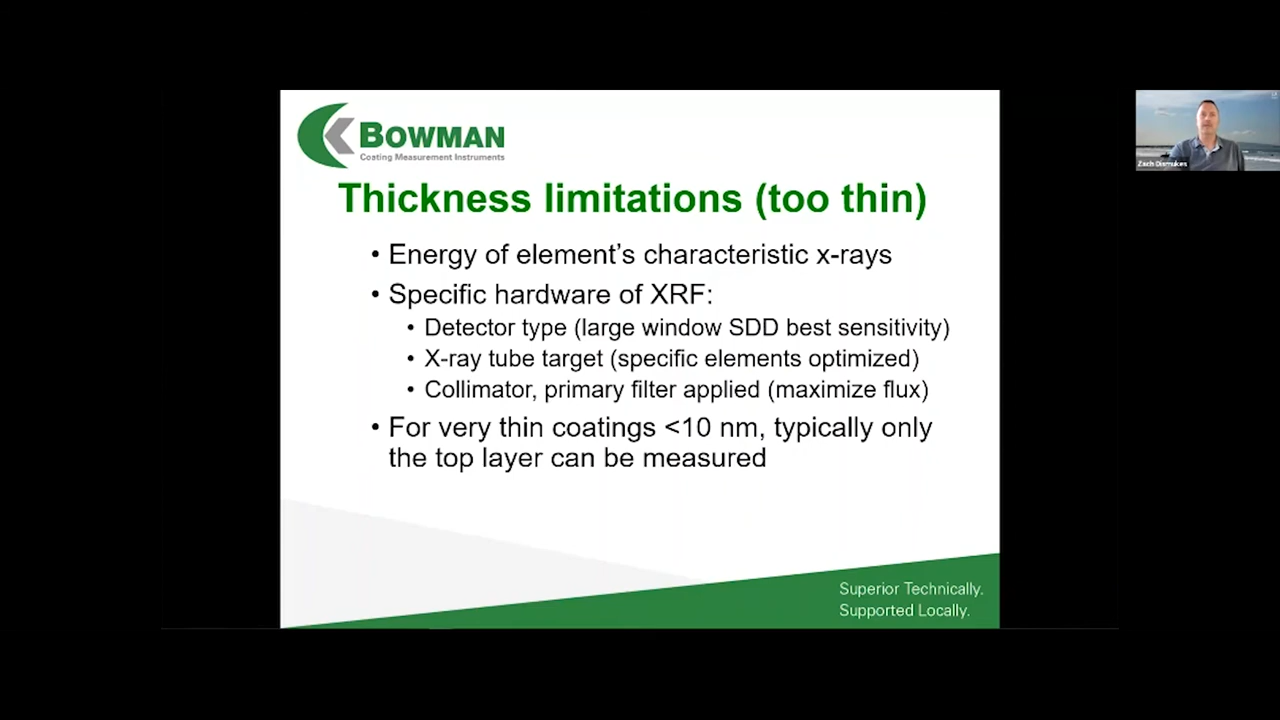 BOWMAN
Coating Measurement Instruments
Thickness limitations (too thin)
• Energy of element’s characteristic x-rays
• Specific hardware of XRF:
• Detector type (large window SDD best sensitivity)
• X-ray tube target (specific elements optimized)
• Collimator, primary filter applied (maximize flux)
• For very thin coatings <10 nm, typically only
the top layer can be measured
Superior Technically.
Supported Locally.
Zach Dismukes